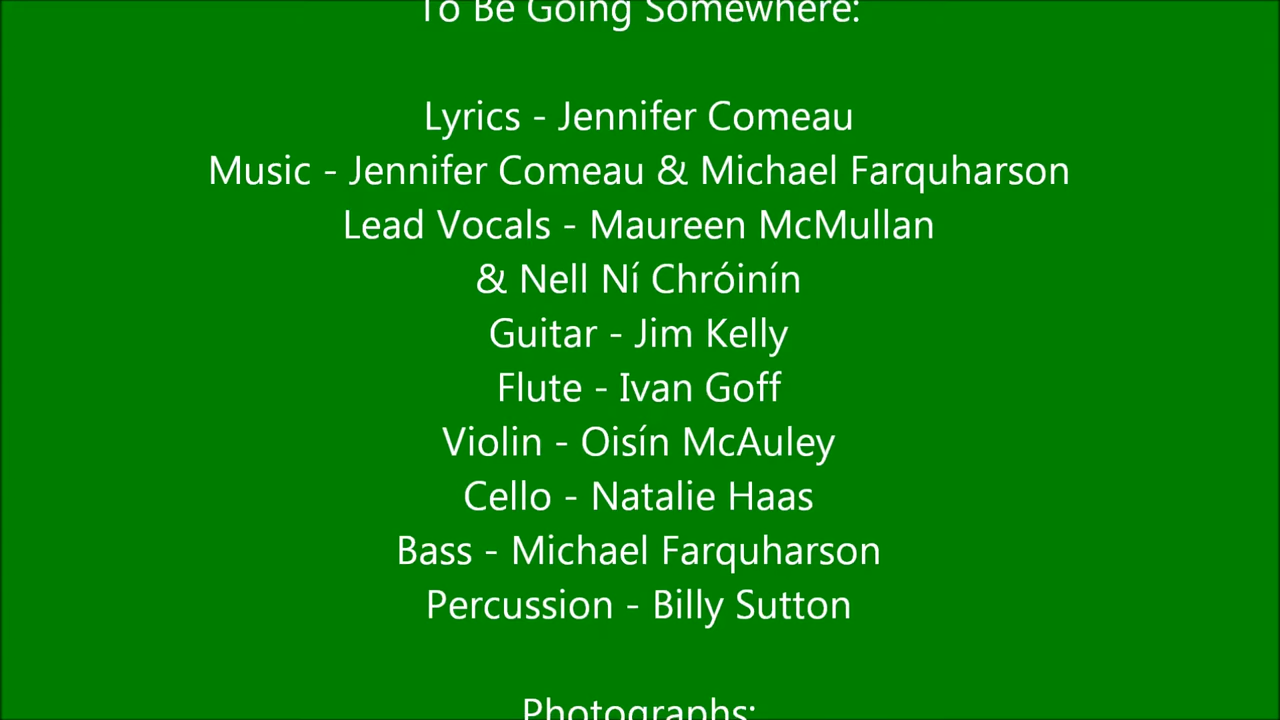 To Be Going Somewhere:
Lyrics - Jennifer Comeau
Music - Jennifer Comeau & Michael Farquharson
Lead Vocals - Maureen McMullan
& Nell Ní Chróinín
Guitar - Jim Kelly
Flute - Ivan Goff
Violin - Oisín McAuley
Cello - Natalie Haas
Bass - Michael Farquharson
Percussion - Billy Sutton
Photographs: